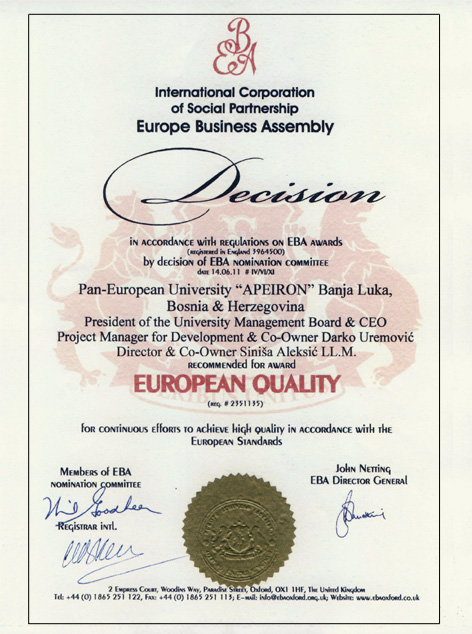 EBA
International Corporation
of Social Partnership
Europe Business Assembly
Decision
in accordance with regulations on EBA awards
(registered in England 3964500)
by decision of EBA nomination committee
date 14.06.11 # IV/VI/XI
Pan-European University “APEIRON” Banja Luka,
Bosnia & Herzegovina
President of the University Management Board & CEO
Project Manager for Development & Co-Owner Darko Uremović
Director & Co-Owner Siniša Aleksić LL.M.
recommended for award
EUROPEAN QUALITY
(reg. # 2351135)
for continuous efforts to achieve high quality in accordance with the
European Standards
Members of EBA
nomination committee
Registrar intl.
John Netting
EBA Director General
2 Empress Court, Woodins Way, Paradise Street, Oxford, OX1 1HF, The United Kingdom
Tel: +44 (0) 1865 251 122, Fax: +44 (0) 1865 251 113; E-mail: info@ebaoxford.org.uk; Website: www.ebaoxford.co.uk